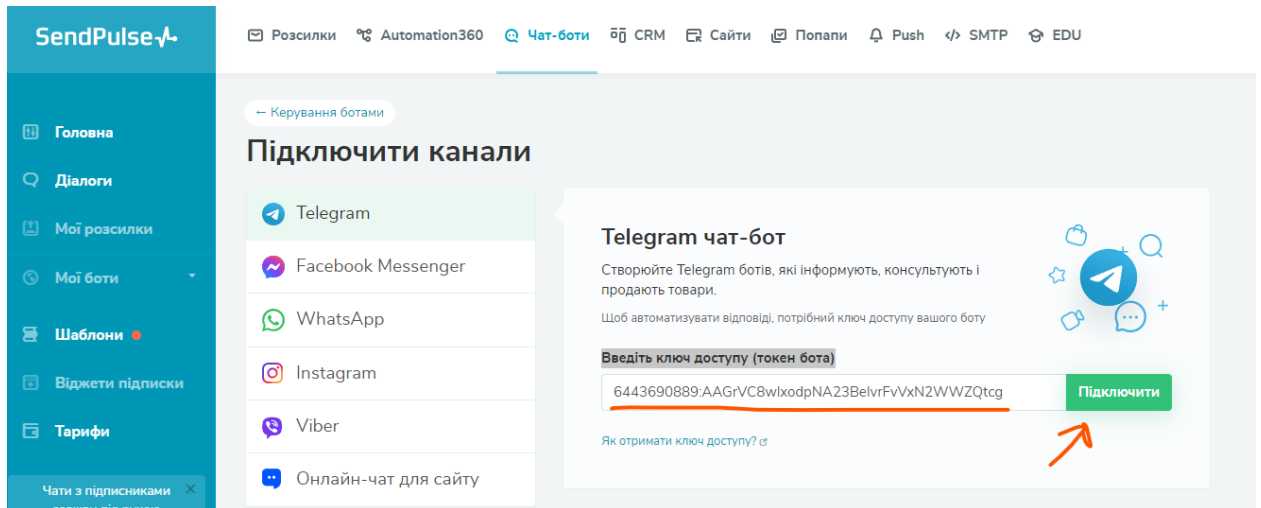 SendPulse
Розсилки Automation360 Чат-боти CRM Сайти Попапи Push SMTP EDU
← Керування ботами
Підключити канали
Головна
Діалоги
Мої розсилки
Мої боти
Шаблони
Віджети підписки
Тарифи
Чати з підписниками ×
Telegram
Facebook Messenger
WhatsApp
Instagram
Viber
Онлайн-чат для сайту
Telegram чат-бот
Створюйте Telegram ботів, які інформують, консультують і
продають товари.
Щоб автоматизувати відповіді, потрібний ключ доступу вашого боту
Введіть ключ доступу (токен бота)
6443690889:AAGrVC8wlxodpNA23BelvrFvVxN2WWZQtcg
Підключити
Як отримати ключ доступу?